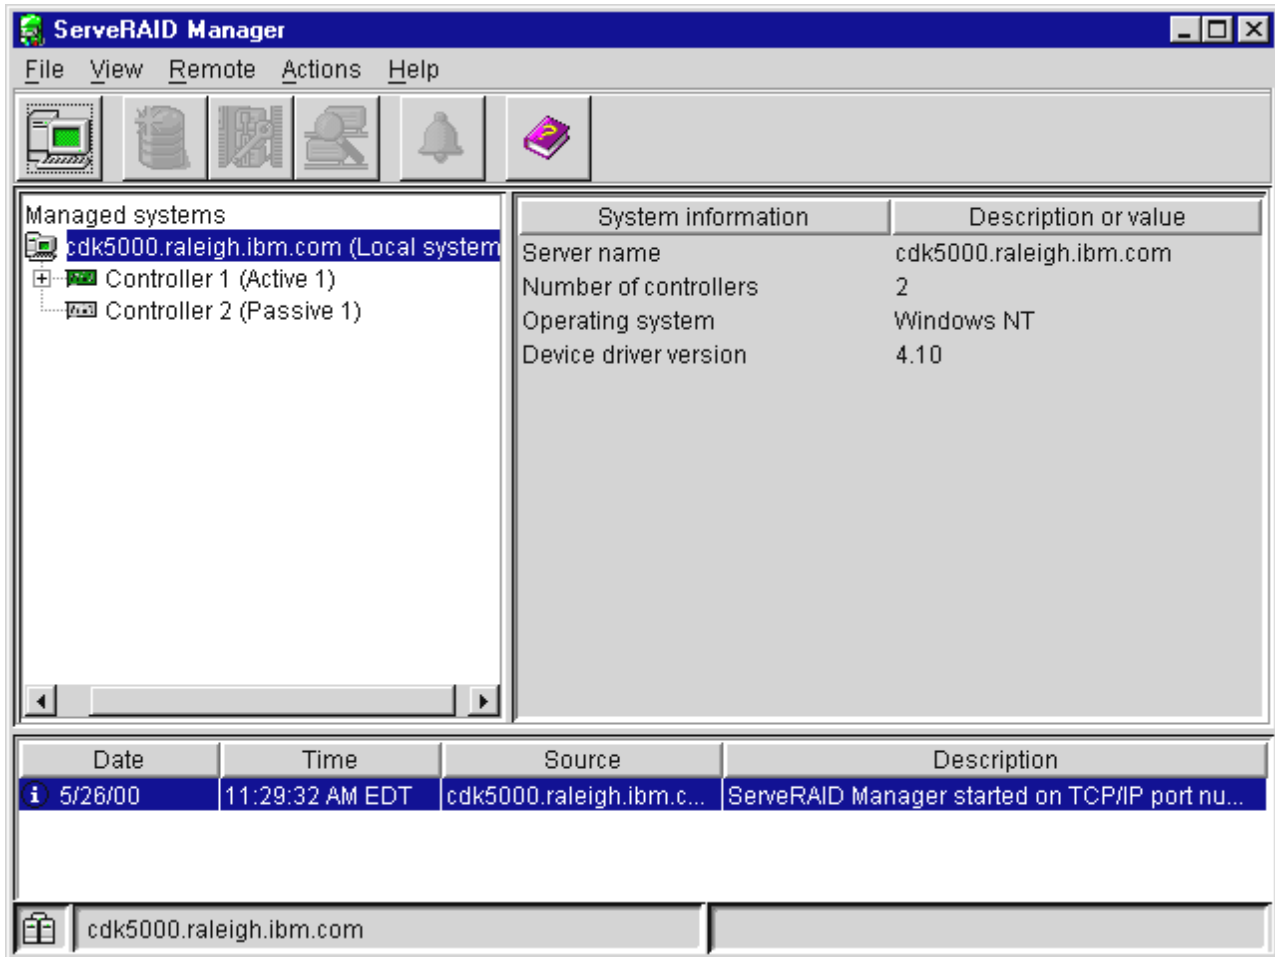 ServeRAID Manager
File View Remote Actions Help
Managed systems
cdk5000.raleigh.ibm.com (Local system
Controller 1 (Active 1)
Controller 2 (Passive 1)
System information Description or value
Server name cdk5000.raleigh.ibm.com
Number of controllers 2
Operating system Windows NT
Device driver version 4.10
Date Time Source Description
5/26/00 11:29:32 AM EDT cdk5000.raleigh.ibm.c... ServeRAID Manager started on TCP/IP port nu...
cdk5000.raleigh.ibm.com